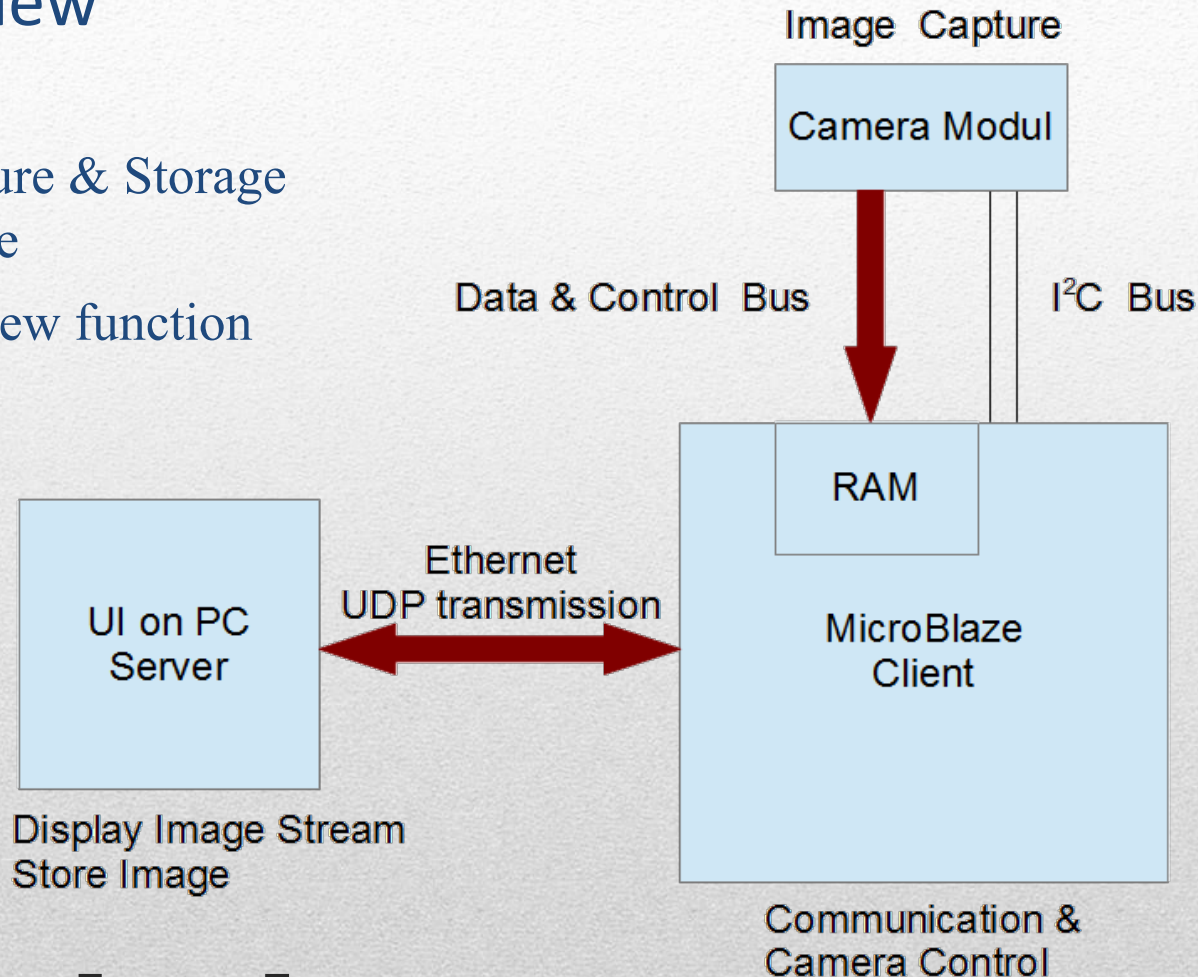 ure & Storage
e
ew function
Image Capture
Camera Modul
Data & Control Bus
I²C Bus
RAM
Ethernet
UDP transmission
UI on PC
Server
MicroBlaze
Client
Display Image Stream
Store Image
Communication &
Camera Control